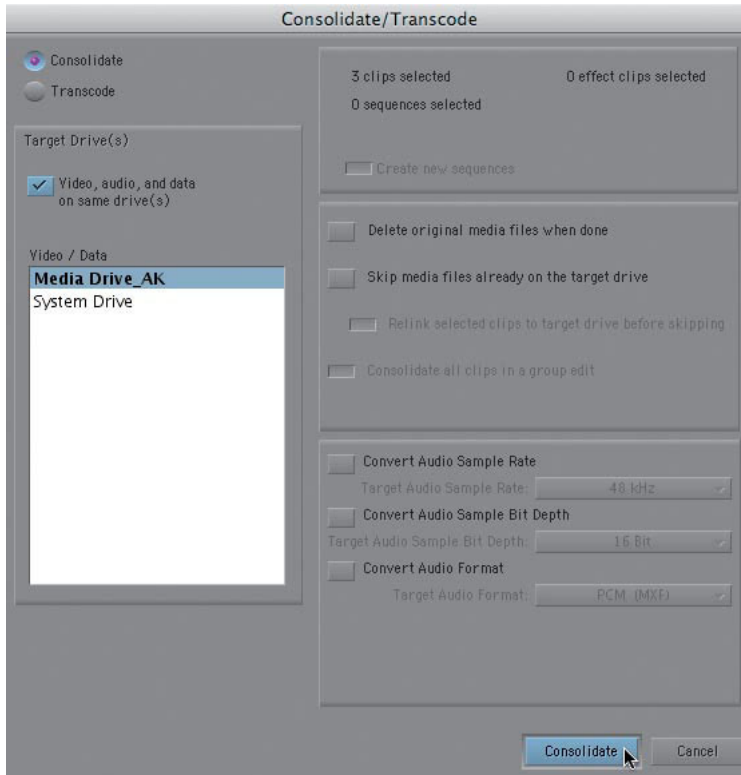 Consolidate/Transcode
Consolidate
Transcode
Target Drive(s)
Video, audio, and data
on same drive(s)
Video / Data
Media Drive_AK
System Drive
3 clips selected
0 effect clips selected
0 sequences selected
Create new sequences
Delete original media files when done
Skip media files already on the target drive
Relink selected clips to target drive before skipping
Consolidate all clips in a group edit
Convert Audio Sample Rate
Target Audio Sample Rate: 48 kHz
Convert Audio Sample Bit Depth
Target Audio Sample Bit Depth: 16 Bit
Convert Audio Format
Target Audio Format: PCM (MXF)
Consolidate
Cancel